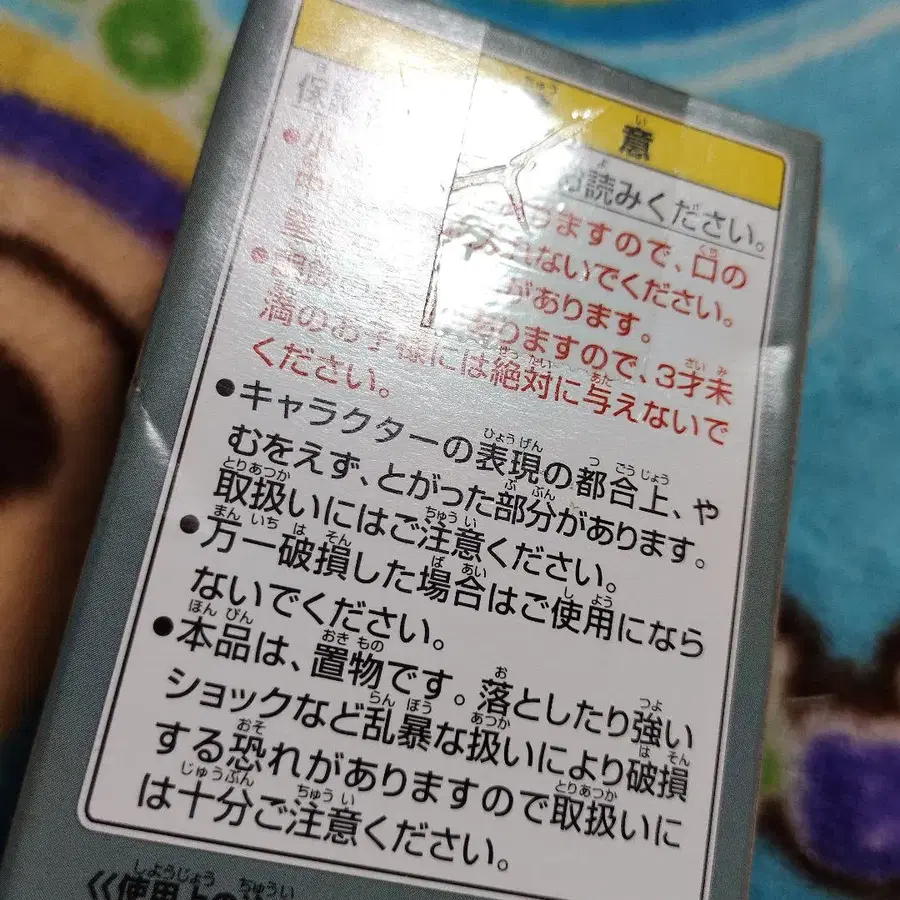 意
読みください。
保
りますので、口の
ないでください。
があります。
ありますので、3才未
満のお子様には絶対に与えないで
ください。
●キャラクターの表現の都合上、や
むをえず、とがった部分があります。
取扱いにはご注意ください。
●万一破損した場合はご使用になら
ないでください。
●本品は、置物です。落としたり強い
ショックなど乱暴な扱いにより破損
する恐れがありますので取扱いに
は十分ご注意ください。
《使用上の